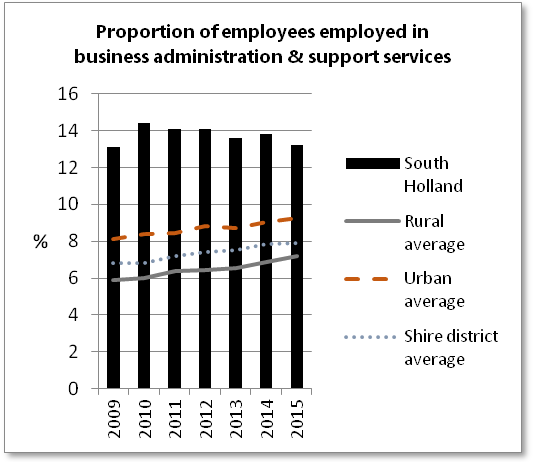 Proportion of employees employed in
business administration & support services
16
14
12
10
8
6
4
2
0
%
2009
2010
2011
2012
2013
2014
2015
South
Holland
Rural
average
Urban
average
Shire district
average